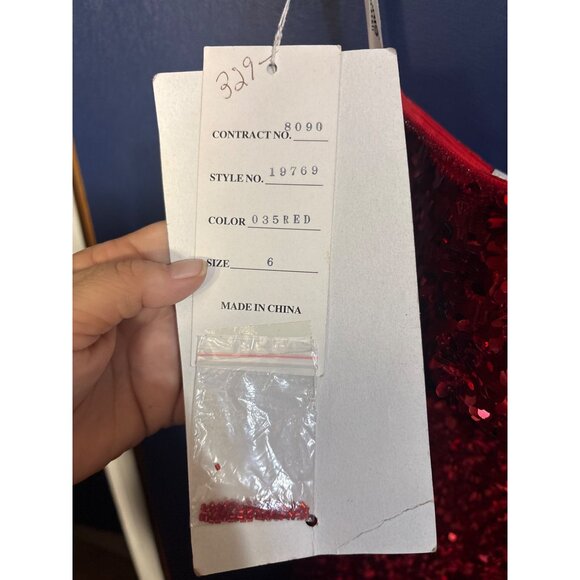 329-
CONTRACT NO. 8090
STYLE NO. 19769
COLOR 035RED
SIZE 6
MADE IN CHINA